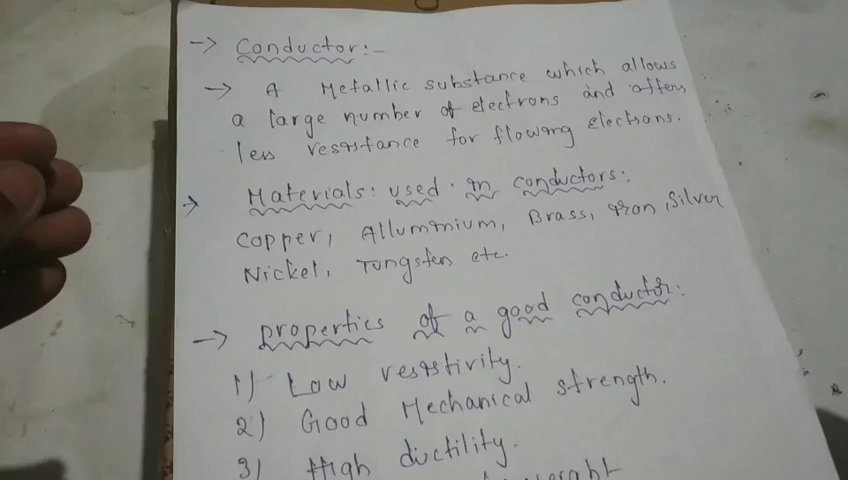 → Conductor:-
→ A Metallic substance which allows
a large number of electrons and offers
less resistance for flowing electrons.
→ Materials: used in conductors:
Copper, Alluminium, Brass, Iron, Silver
Nickel, Tungsten etc.
→ properties of a good conductor:
1) Low resistivity.
2) Good Mechanical strength.
3) High ductility.